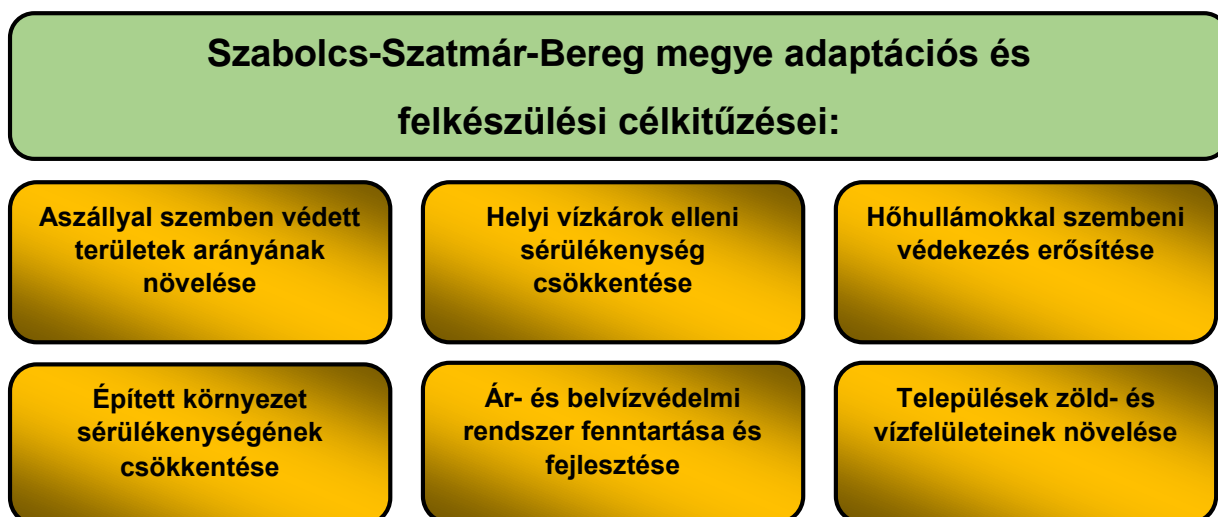 Szabolcs-Szatmár-Bereg megye adaptációs és
felkészülési célkitűzései:
Aszállyal szemben védett
területek arányának
növelése
Helyi vízkárok elleni
sérülékenység
csökkentése
Hőhullámokkal szembeni
védekezés erősítése
Épített környezet
sérülékenységének
csökkentése
Ár- és belvízvédelmi
rendszer fenntartása és
fejlesztése
Települések zöld- és
vízfelületeinek növelése